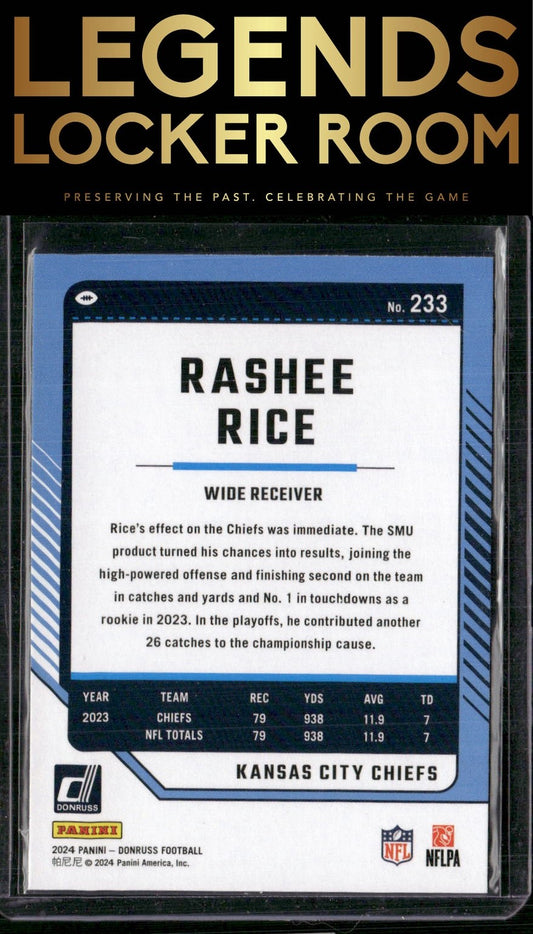 LEGENDS
LOCKER ROOM
PRESERVING THE PAST. CELEBRATING THE GAME
No. 233
RASHEE
RICE
WIDE RECEIVER
Rice's effect on the Chiefs was immediate. The SMU
product turned his chances into results, joining the
high-powered offense and finishing second on the team
in catches and yards and No. 1 in touchdowns as a
rookie in 2023. In the playoffs, he contributed another
26 catches to the championship cause.
YEAR TEAM REC YDS AVG TD
2023 CHIEFS 79 938 11.9 7
NFL TOTALS 79 938 11.9 7
KANSAS CITY CHIEFS
DONRUSS
PANINI
2024 PANINI – DONRUSS FOOTBALL
帕尼尼 © 2024 Panini America, Inc.
NFL
NFLPA